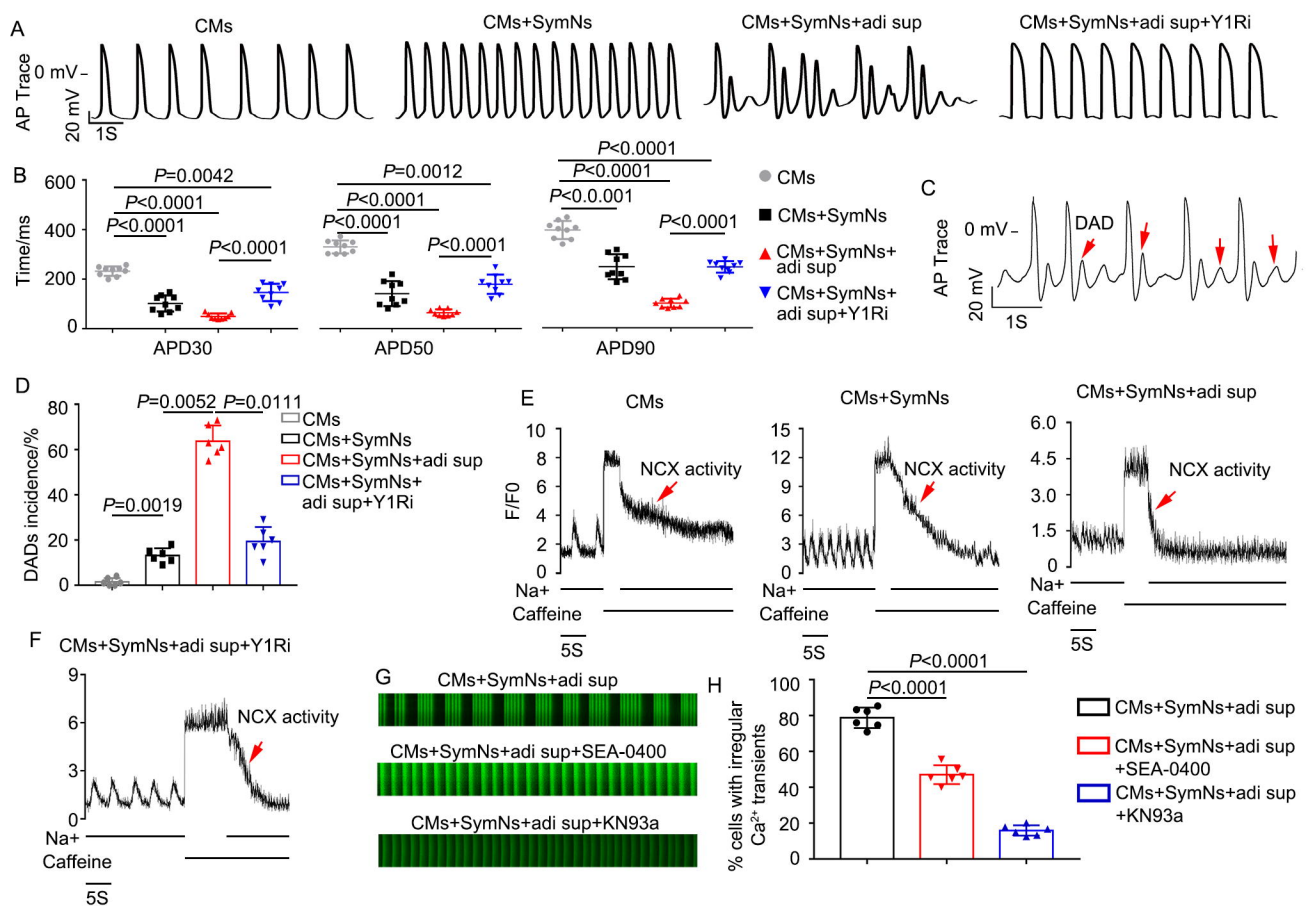 A
CMs
CMs+SymNs
CMs+SymNs+adi sup
CMs+SymNs+adi sup+Y1Ri
AP Trace
0 mV
20 mV
1S
B
Time/ms
600
400
200
0
P=0.0042
P<0.0001
P<0.0001
P<0.0001
APD30
P=0.0012
P<0.0001
P<0.0001
P<0.0001
APD50
P<0.0001
P<0.0001
P<0.0.001
P<0.0001
APD90
CMs
CMs+SymNs
CMs+SymNs+
adi sup
CMs+SymNs+
adi sup+Y1Ri
C
AP Trace
0 mV
DAD
20 mV
1S
D
DADs incidence/%
80
60
40
20
0
P=0.0052
P=0.0111
P=0.0019
CMs
CMs+SymNs
CMs+SymNs+adi sup
CMs+SymNs+
adi sup+Y1Ri
E
CMs
F/F0
10
8
6
4
2
0
NCX activity
Na+
Caffeine
5S
CMs+SymNs
15
12
9
6
3
0
NCX activity
Na+
Caffeine
5S
CMs+SymNs+adi sup
6.0
4.5
3.0
1.5
0
NCX activity
Na+
Caffeine
5S
F
CMs+SymNs+adi sup+Y1Ri
9
6
3
0
NCX activity
Na+
Caffeine
5S
G
CMs+SymNs+adi sup
CMs+SymNs+adi sup+SEA-0400
CMs+SymNs+adi sup+KN93a
H
% cells with irregular
Ca²⁺ transients
80
60
40
20
0
P<0.0001
P<0.0001
CMs+SymNs+adi sup
CMs+SymNs+adi sup
+SEA-0400
CMs+SymNs+adi sup
+KN93a